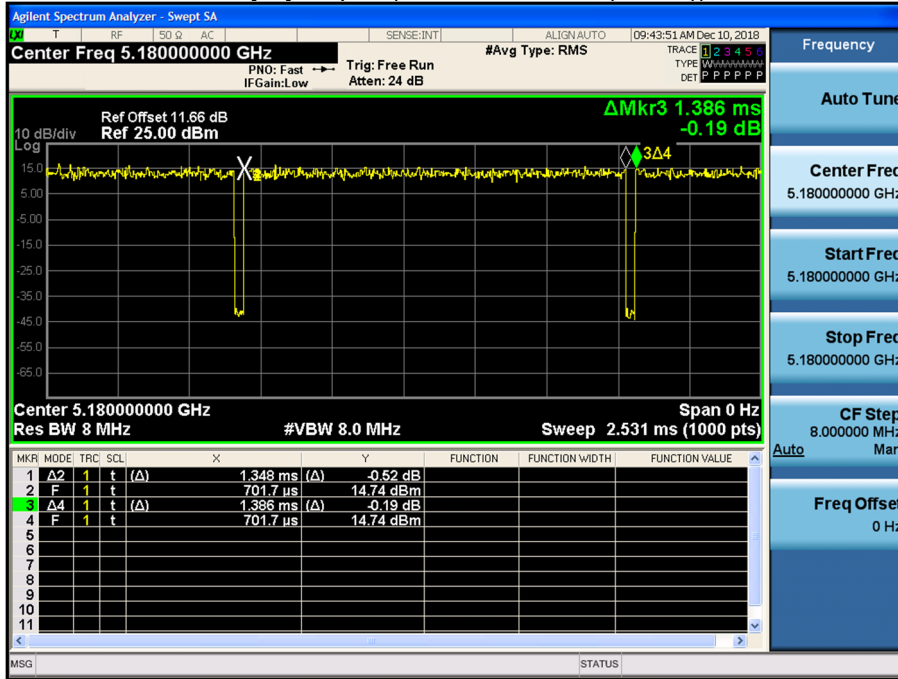 Agilent Spectrum Analyzer - Swept SA
LXI T RF 50 Ω AC SENSE:INT ALIGN AUTO 09:43:51 AM Dec 10, 2018
Center Freq 5.180000000 GHz #Avg Type: RMS TRACE 1 2 3 4 5 6
PNO: Fast Trig: Free Run TYPE W
IFGain:Low Atten: 24 dB DET P P P P P P
Frequency
Auto Tune
Ref Offset 11.66 dB ΔMkr3 1.386 ms
10 dB/div Ref 25.00 dBm -0.19 dB
Log
3Δ4
15.0
X
5.00
-5.00
-15.0
-25.0
-35.0
-45.0
-55.0
-65.0
Center 5.180000000 GHz Span 0 Hz
Res BW 8 MHz #VBW 8.0 MHz Sweep 2.531 ms (1000 pts)
Center Freq
5.180000000 GHz
Start Freq
5.180000000 GHz
Stop Freq
5.180000000 GHz
CF Step
8.000000 MHz
Auto Man
Freq Offset
0 Hz
MKR MODE TRC SCL X Y FUNCTION FUNCTION WIDTH FUNCTION VALUE
1 Δ2 1 t (Δ) 1.348 ms (Δ) -0.52 dB
2 F 1 t 701.7 µs 14.74 dBm
3 Δ4 1 t (Δ) 1.386 ms (Δ) -0.19 dB
4 F 1 t 701.7 µs 14.74 dBm
5
6
7
8
9
10
11
MSG STATUS